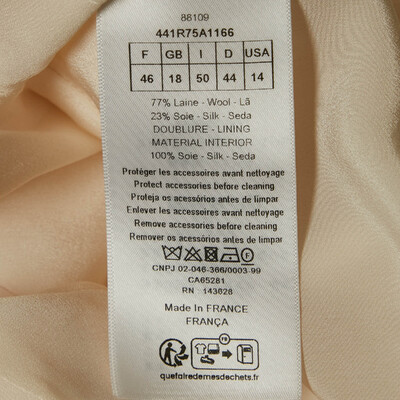 88109
441R75A1166
F GB I D USA
46 18 50 44 14
77% Laine - Wool - Lã
23% Soie - Silk - Seda
DOUBLURE - LINING
MATERIAL INTERIOR
100% Soie - Silk - Seda
Protéger les accessoires avant nettoyage
Protect accessories before cleaning
Proteja os acessórios antes de limpar
Enlever les accessoires avant nettoyage
Remove accessories before cleaning
Remover os acessórios antes de limpar
F
CNPJ 02-046-366/0003-99
CA65281
RN 143028
Made In FRANCE
FRANÇA
FR
quefairedemesdechets.fr